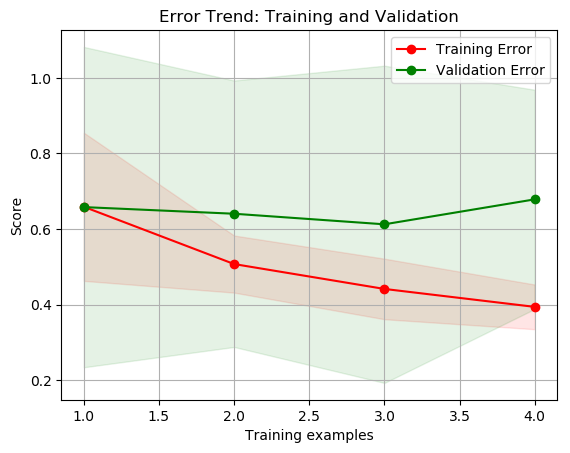 Error Trend: Training and Validation
Training Error
Validation Error
Score
1.0
0.8
0.6
0.4
0.2
1.0 1.5 2.0 2.5 3.0 3.5 4.0
Training examples